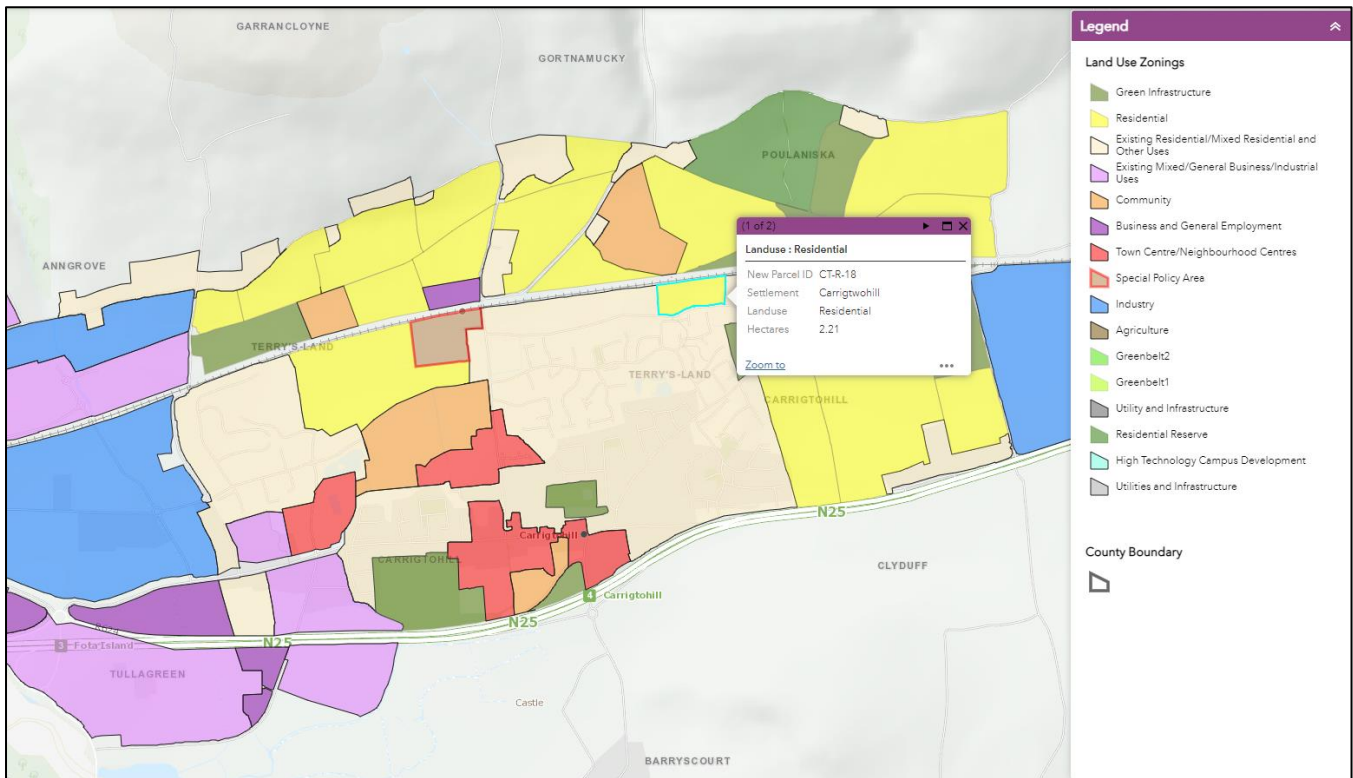 GARRANCLOYNE
GORTNAMUCKY
POULANISKA
ANNGROVE
TERRY'S-LAND
TERRY'S-LAND
CARRIGTOHILL
N25
Carrigtohill
CARRIGTOHILL
CLYDUFF
4 Carrigtohill
N25
N25
3 Fota Island
TULLAGREEN
Castle
BARRYSCOURT
(1 of 2)
Landuse : Residential
New Parcel ID CT-R-18
Settlement Carrigtwohill
Landuse Residential
Hectares 2.21
Zoom to
Legend
Land Use Zonings
Green Infrastructure
Residential
Existing Residential/Mixed Residential and
Other Uses
Existing Mixed/General Business/Industrial
Uses
Community
Business and General Employment
Town Centre/Neighbourhood Centres
Special Policy Area
Industry
Agriculture
Greenbelt2
Greenbelt1
Utility and Infrastructure
Residential Reserve
High Technology Campus Development
Utilities and Infrastructure
County Boundary